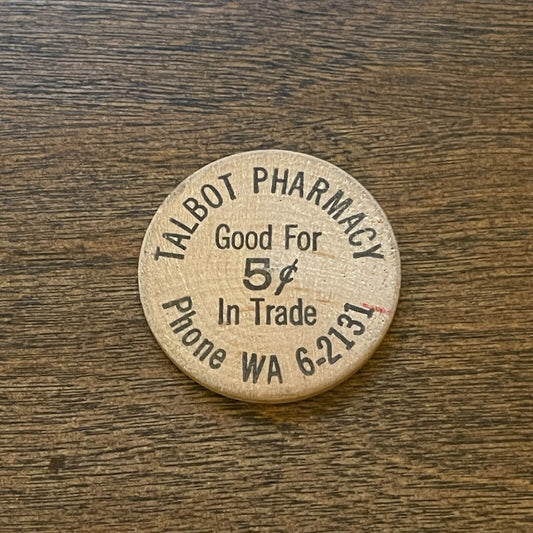 TALBOT PHARMACY
Good For
5¢
In Trade
Phone WA 6-2131